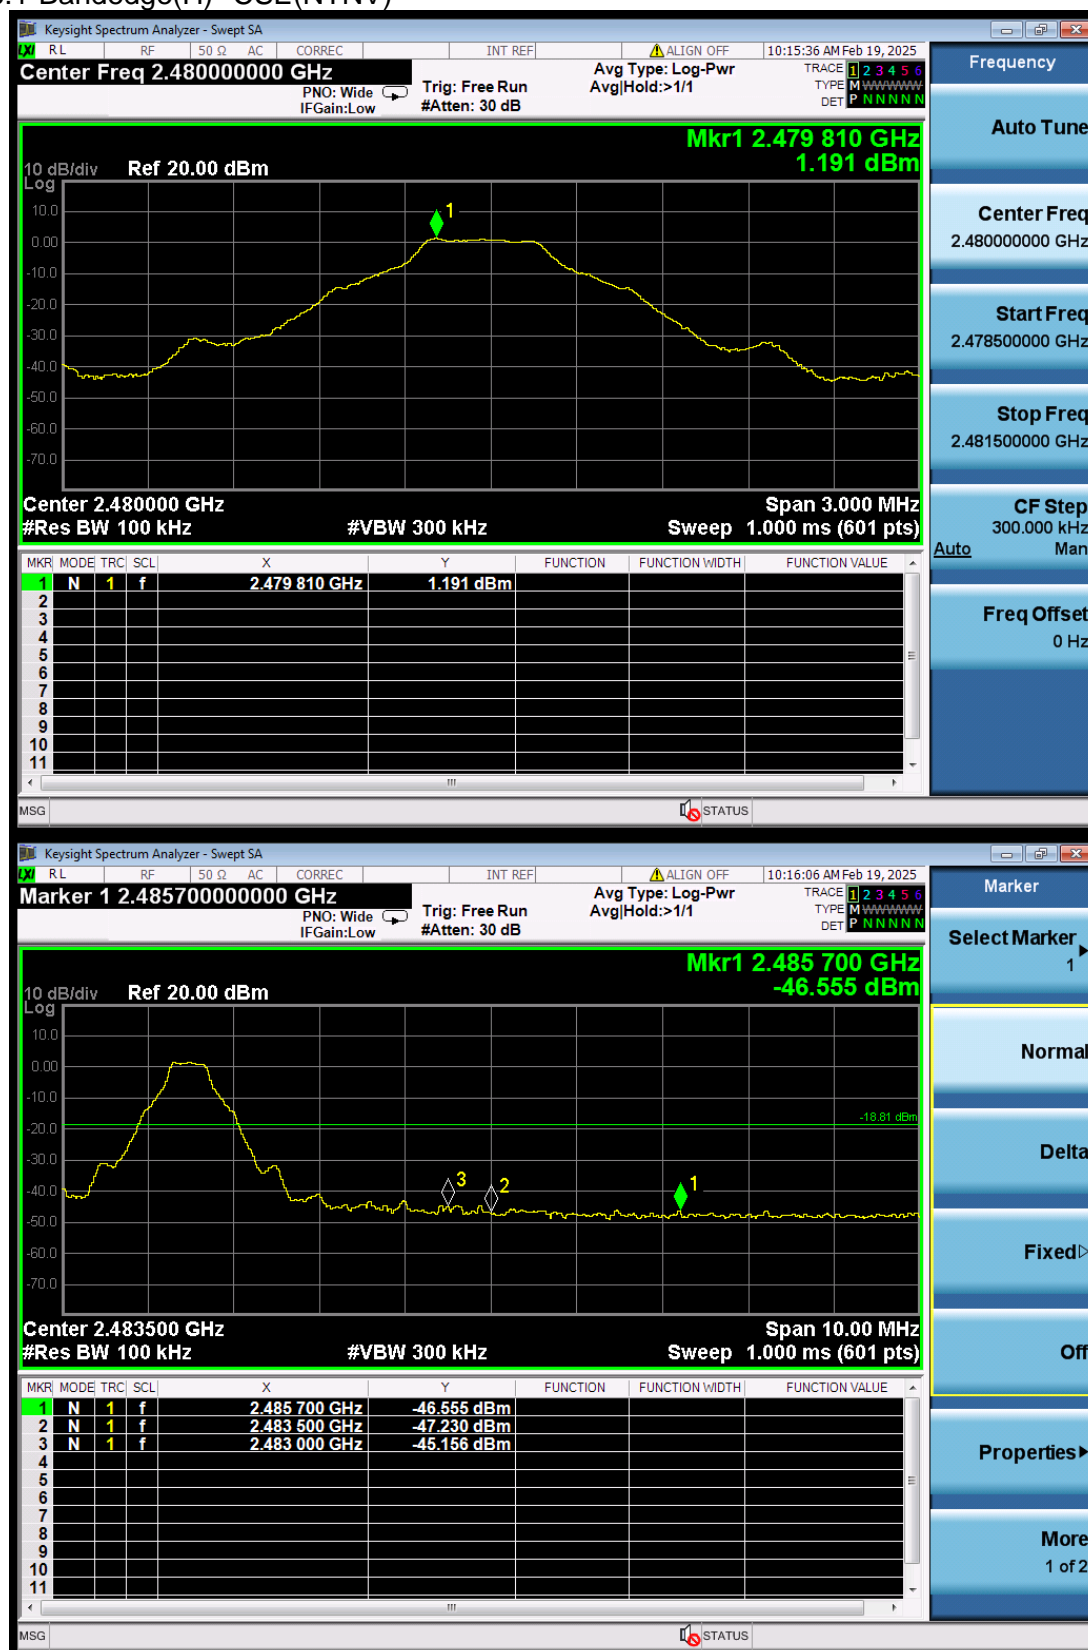 Keysight Spectrum Analyzer - Swept SA
LXI RL RF 50 Ω AC CORREC INT REF ALIGN OFF 10:15:36 AM Feb 19, 2025
Center Freq 2.480000000 GHz
PNO: Wide Trig: Free Run Avg Type: Log-Pwr TRACE 1 2 3 4 5 6
IFGain:Low #Atten: 30 dB Avg|Hold:>1/1 TYPE M WWWWW
DET P N N N N N
Mkr1 2.479 810 GHz
1.191 dBm
10 dB/div Ref 20.00 dBm
Log
10.0
1
0.00
-10.0
-20.0
-30.0
-40.0
-50.0
-60.0
-70.0
Center 2.480000 GHz Span 3.000 MHz
#Res BW 100 kHz #VBW 300 kHz Sweep 1.000 ms (601 pts)
MKR MODE TRC SCL X Y FUNCTION FUNCTION WIDTH FUNCTION VALUE
1 N 1 f 2.479 810 GHz 1.191 dBm
2
3
4
5
6
7
8
9
10
11
MSG STATUS
Frequency
Auto Tune
Center Freq
2.480000000 GHz
Start Freq
2.478500000 GHz
Stop Freq
2.481500000 GHz
CF Step
300.000 kHz
Auto Man
Freq Offset
0 Hz
Keysight Spectrum Analyzer - Swept SA
LXI RL RF 50 Ω AC CORREC INT REF ALIGN OFF 10:16:06 AM Feb 19, 2025
Marker 1 2.485700000000 GHz
PNO: Wide Trig: Free Run Avg Type: Log-Pwr TRACE 1 2 3 4 5 6
IFGain:Low #Atten: 30 dB Avg|Hold:>1/1 TYPE M WWWWW
DET P N N N N N
Mkr1 2.485 700 GHz
-46.555 dBm
10 dB/div Ref 20.00 dBm
Log
10.0
0.00
-10.0
-18.81 dBm
-20.0
-30.0
3 2 1
-40.0
-50.0
-60.0
-70.0
Center 2.483500 GHz Span 10.00 MHz
#Res BW 100 kHz #VBW 300 kHz Sweep 1.000 ms (601 pts)
MKR MODE TRC SCL X Y FUNCTION FUNCTION WIDTH FUNCTION VALUE
1 N 1 f 2.485 700 GHz -46.555 dBm
2 N 1 f 2.483 500 GHz -47.230 dBm
3 N 1 f 2.483 000 GHz -45.156 dBm
4
5
6
7
8
9
10
11
MSG STATUS
Marker
Select Marker
1
Normal
Delta
Fixed
Off
Properties
More
1 of 2